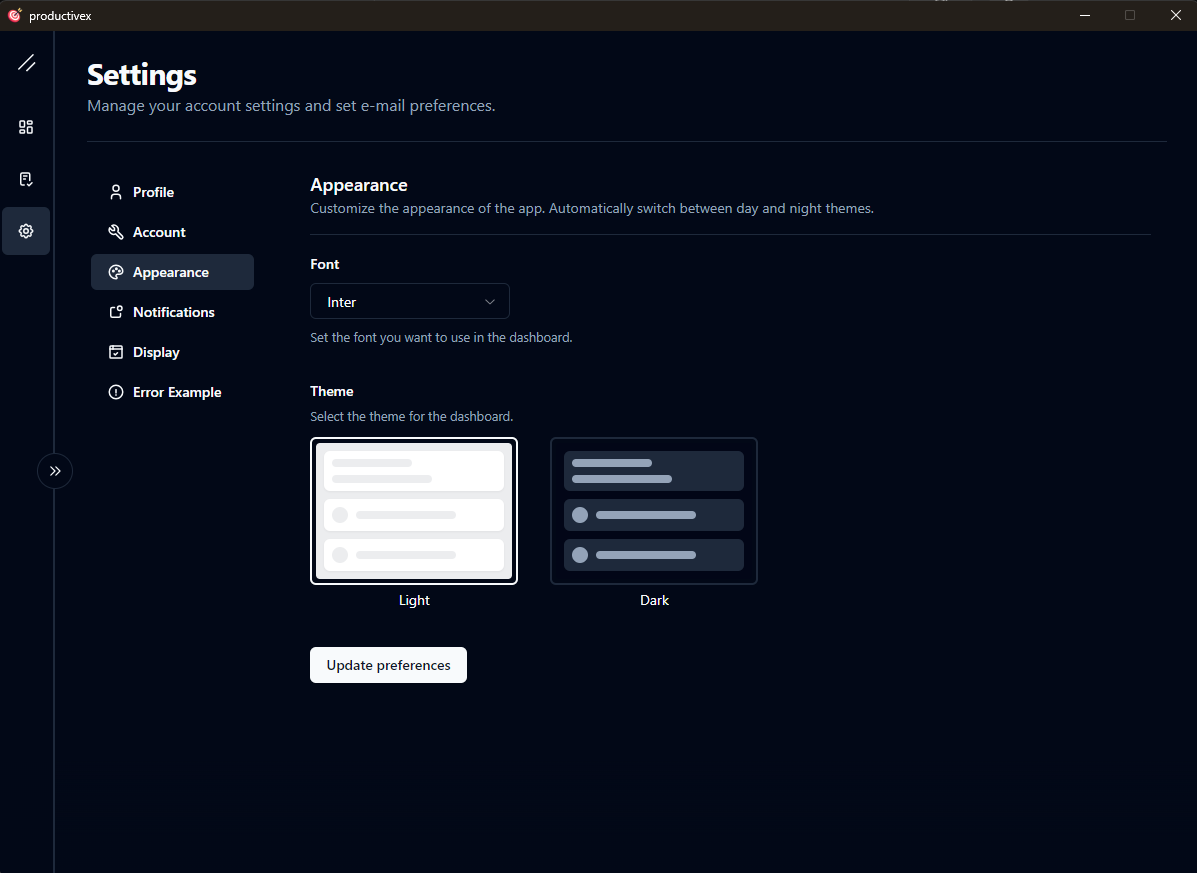 productivex
Settings
Manage your account settings and set e-mail preferences.
Profile
Account
Appearance
Notifications
Display
Error Example
Appearance
Customize the appearance of the app. Automatically switch between day and night themes.
Font
Inter
Set the font you want to use in the dashboard.
Theme
Select the theme for the dashboard.
Light
Dark
Update preferences